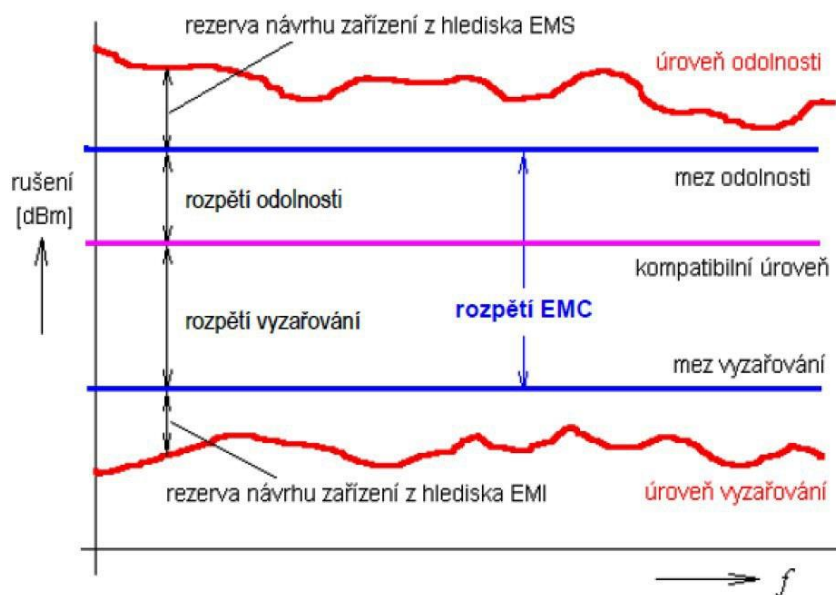 rezerva návrhu zařízení z hlediska EMS
úroveň odolnosti
rušení
[dBm]
rozpětí odolnosti
mez odolnosti
kompatibilní úroveň
rozpětí vyzařování
rozpětí EMC
mez vyzařování
rezerva návrhu zařízení z hlediska EMI
úroveň vyzařování
f